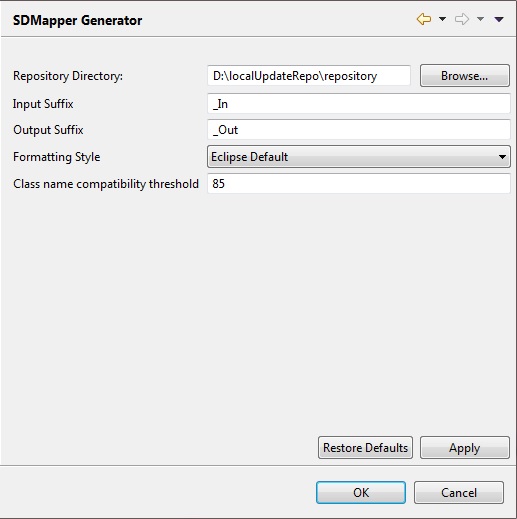 SDMapper Generator
Repository Directory: D:\localUpdateRepo\repository Browse...
Input Suffix _In
Output Suffix _Out
Formatting Style Eclipse Default
Class name compatibility threshold 85
Restore Defaults Apply
OK Cancel